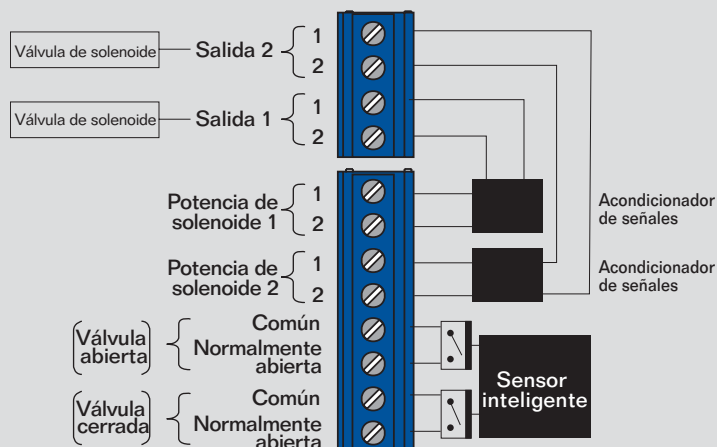 Válvula de solenoide
Salida 2
1
2
Válvula de solenoide
Salida 1
1
2
Potencia de
solenoide 1
1
2
Acondicionador
de señales
Potencia de
solenoide 2
1
2
Acondicionador
de señales
Válvula
abierta
Común
Normalmente
abierta
Sensor
inteligente
Válvula
cerrada
Común
Normalmente
abierta